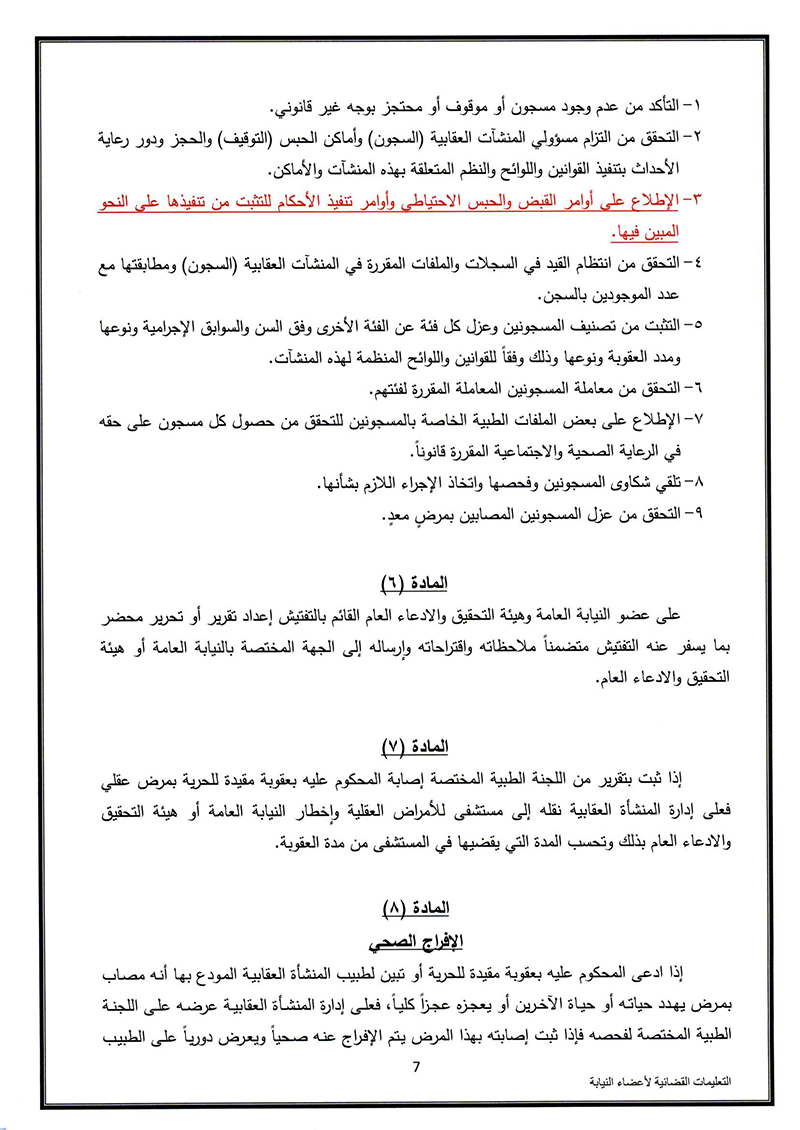 ١- التأكد من عدم وجود مسجون أو موقوف أو محتجز بوجه غير قانوني.
٢- التحقق من التزام مسؤولي المنشآت العقابية (السجون) وأماكن الحبس (التوقيف) والحجز ودور رعاية
الأحداث بتنفيذ القوانين واللوائح والنظم المتعلقة بهذه المنشآت والأماكن.
٣- الإطلاع على أوامر القبض والحبس الاحتياطي وأوامر تنفيذ الأحكام للتثبت من تنفيذها على النحو
المبين فيها.
٤- التحقق من انتظام القيد في السجلات والملفات المقررة في المنشآت العقابية (السجون) ومطابقتها مع
عدد الموجودين بالسجن.
٥- التثبت من تصنيف المسجونين وعزل كل فئة عن الفئة الأخرى وفق السن والسوابق الإجرامية ونوعها
ومدد العقوبة ونوعها وذلك وفقاً للقوانين واللوائح المنظمة لهذه المنشآت.
٦- التحقق من معاملة المسجونين المعاملة المقررة لفئتهم.
٧- الإطلاع على بعض الملفات الطبية الخاصة بالمسجونين للتحقق من حصول كل مسجون على حقه
في الرعاية الصحية والاجتماعية المقررة قانوناً.
٨- تلقي شكاوى المسجونين وفحصها واتخاذ الإجراء اللازم بشأنها.
٩- التحقق من عزل المسجونين المصابين بمرضٍ معدٍ.
المادة (٦)
على عضو النيابة العامة وهيئة التحقيق والادعاء العام القائم بالتفتيش إعداد تقرير أو تحرير محضر
بما يسفر عنه التفتيش متضمناً ملاحظاته واقتراحاته وإرساله إلى الجهة المختصة بالنيابة العامة أو هيئة
التحقيق والادعاء العام.
المادة (٧)
إذا ثبت بتقرير من اللجنة الطبية المختصة إصابة المحكوم عليه بعقوبة مقيدة للحرية بمرض عقلي
فعلى إدارة المنشأة العقابية نقله إلى مستشفى للأمراض العقلية وإخطار النيابة العامة أو هيئة التحقيق
والادعاء العام بذلك وتحسب المدة التي يقضيها في المستشفى من مدة العقوبة.
المادة (٨)
الإفراج الصحي
إذا ادعى المحكوم عليه بعقوبة مقيدة للحرية أو تبين لطبيب المنشأة العقابية المودع بها أنه مصاب
بمرض يهدد حياته أو حياة الآخرين أو يعجزه عجزاً كلياً، فعلى إدارة المنشأة العقابية عرضه على اللجنة
الطبية المختصة لفحصه فإذا ثبت إصابته بهذا المرض يتم الإفراج عنه صحياً ويعرض دورياً على الطبيب
7
التعليمات القضائية لأعضاء النيابة